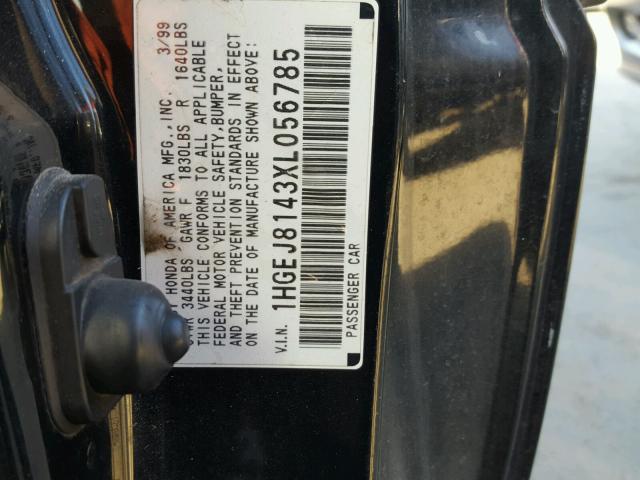 HONDA OF AMERICA MFG.,INC. 3/99
3440LBS GAWR F 1830LBS R 1640LBS
THIS VEHICLE CONFORMS TO ALL APPLICABLE
FEDERAL MOTOR VEHICLE SAFETY,BUMPER,
AND THEFT PREVENTION STANDARDS IN EFFECT
ON THE DATE OF MANUFACTURE SHOWN ABOVE:
V.I.N. 1HGEJ8143XL056785
PASSENGER CAR